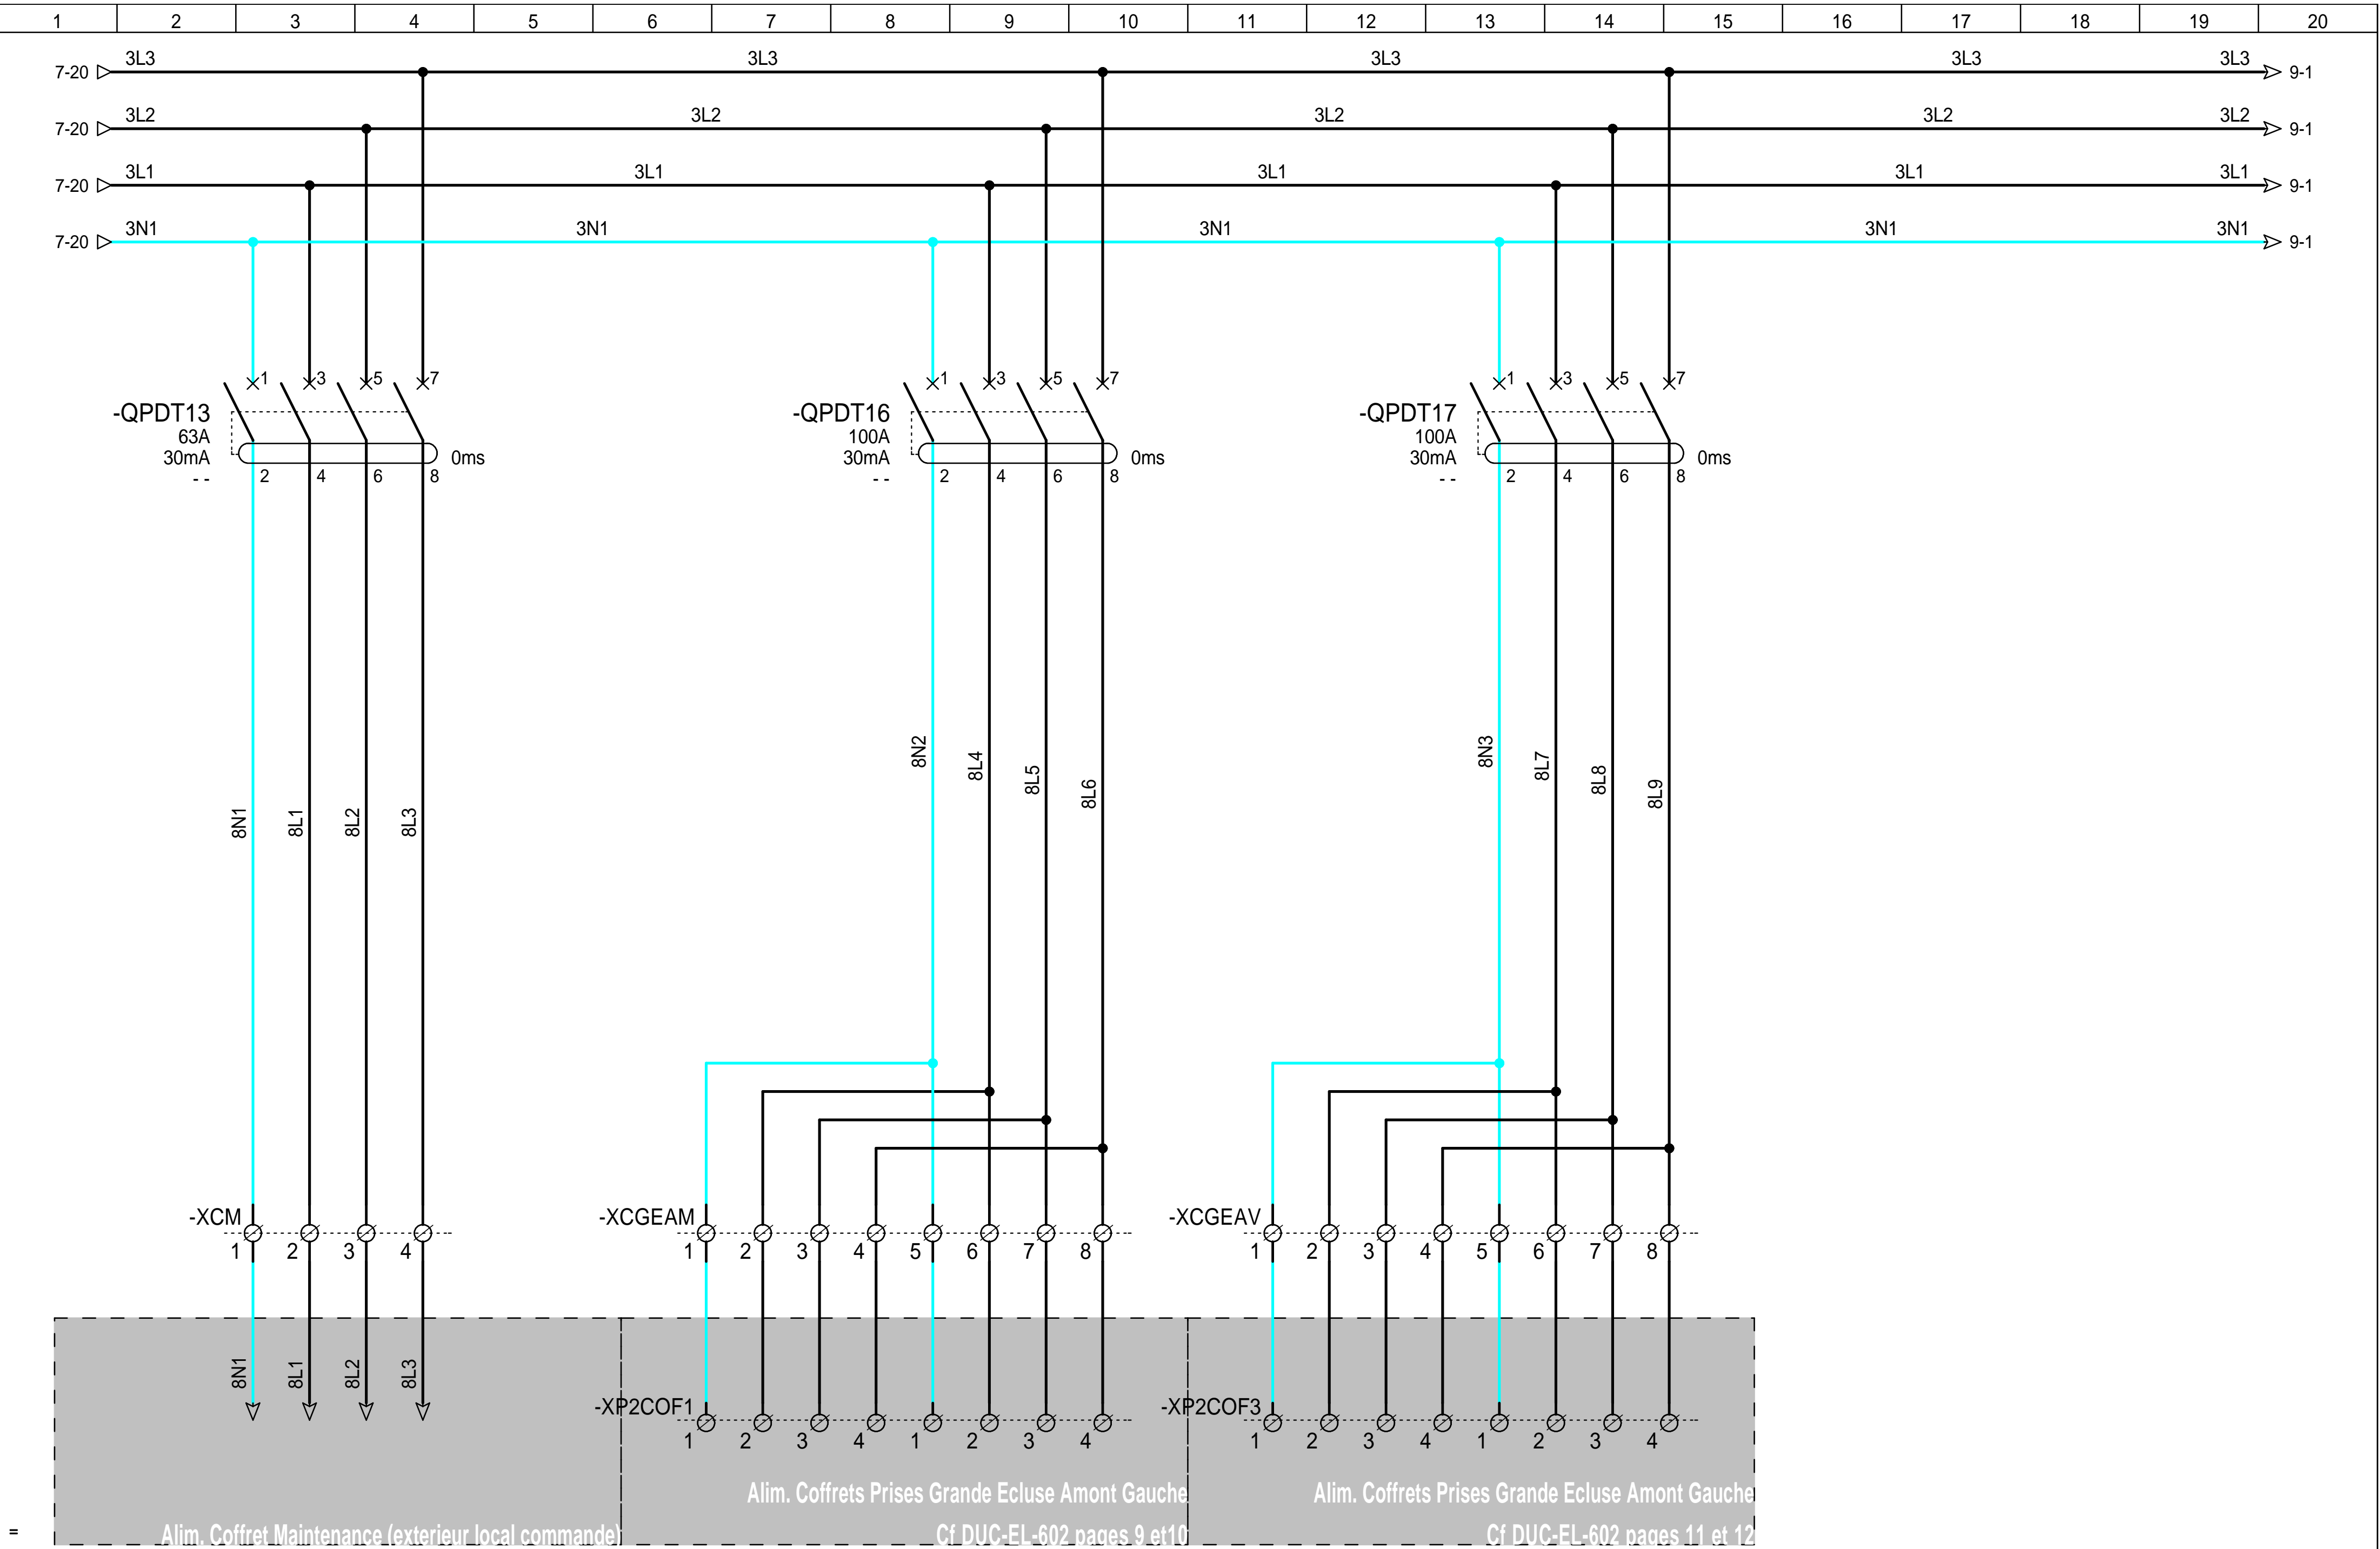 1 2 3 4 5 6 7 8 9 10 11 12 13 14 15 16 17 18 19 20
7-20 3L3 3L3 3L3 3L3 3L3 9-1
7-20 3L2 3L2 3L2 3L2 3L2 9-1
7-20 3L1 3L1 3L1 3L1 3L1 9-1
7-20 3N1 3N1 3N1 3N1 3N1 9-1
1 3 5 7 1 3 5 7 1 3 5 7
-QPDT13 -QPDT16 -QPDT17
63A 100A 100A
30mA 0ms 30mA 0ms 30mA 0ms
- - 2 4 6 8 - - 2 4 6 8 - - 2 4 6 8
8N1 8L1 8L2 8L3 8N2 8L4 8L5 8L6 8N3 8L7 8L8 8L9
-XCM -XCGEAM -XCGEAV
1 2 3 4 1 2 3 4 5 6 7 8 1 2 3 4 5 6 7 8
8N1 8L1 8L2 8L3
-XP2COF1 -XP2COF3
1 2 3 4 1 2 3 4 1 2 3 4 1 2 3 4
Alim. Coffrets Prises Grande Ecluse Amont Gauche Alim. Coffrets Prises Grande Ecluse Amont Gauche
= Alim. Coffret Maintenance (exterieur local commande) Cf DUC-EL-602 pages 9 et10 Cf DUC-EL-602 pages 11 et 12